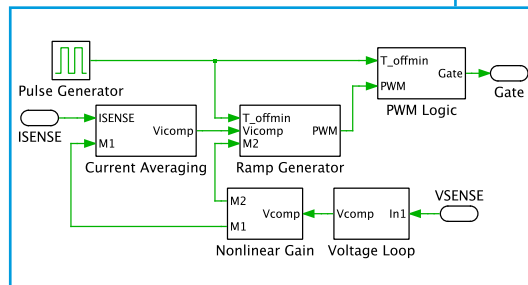 T_offmin
Gate
PWM
Pulse Generator
PWM Logic
Gate
ISENSE
ISENSE
Vicomp
M1
Current Averaging
T_offmin
Vicomp
PWM
M2
Ramp Generator
M2
Vcomp
M1
Nonlinear Gain
Vcomp
In1
Voltage Loop
VSENSE